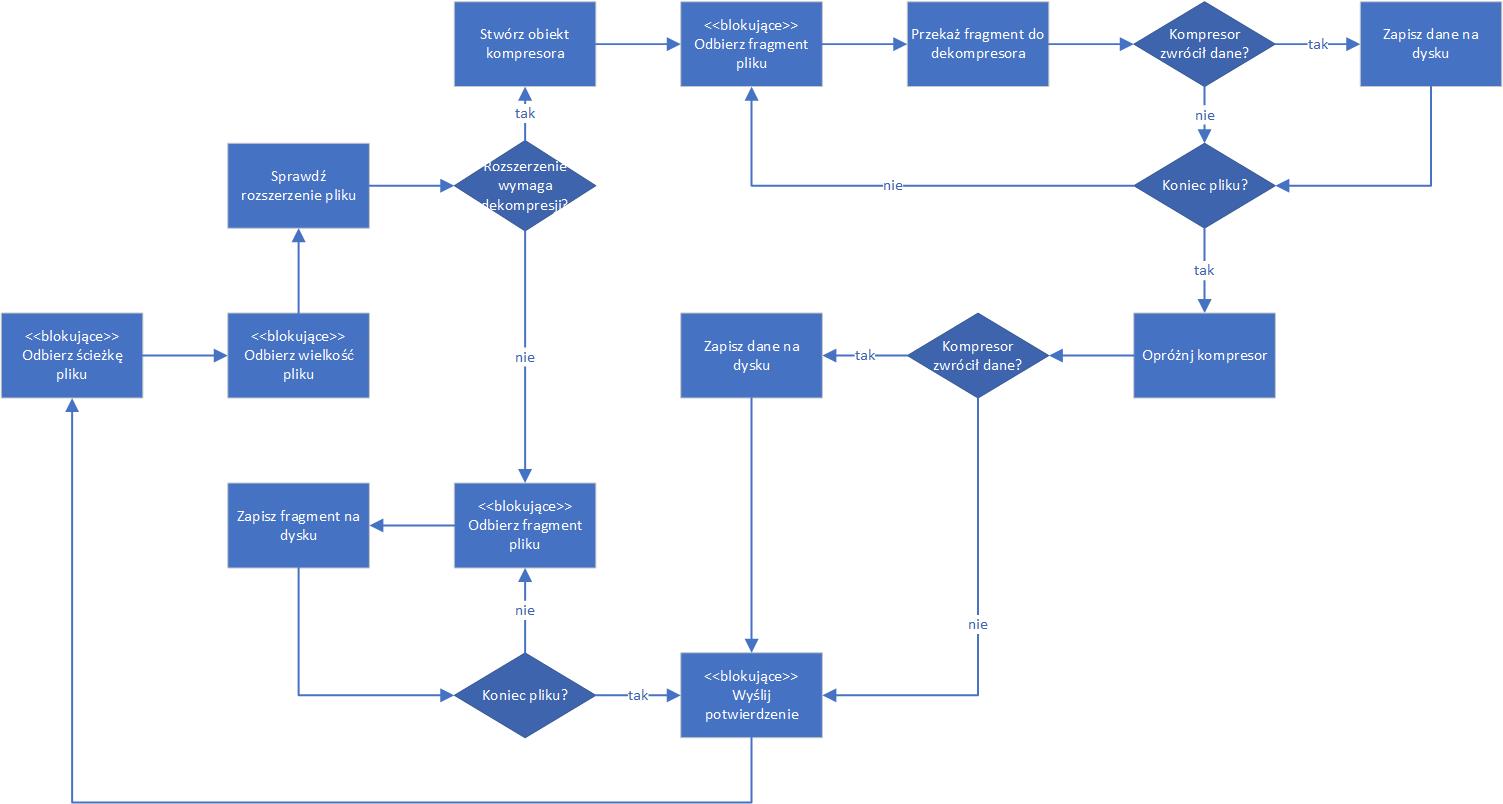 Stwórz obiekt
kompresora
<<blokujące>>
Odbierz fragment
pliku
Przekaż fragment do
dekompresora
Kompresor
zwrócił dane?
tak
Zapisz dane na
dysku
tak
nie
Sprawdź
rozszerzenie pliku
Rozszerzenie
wymaga
dekompresji?
nie
Koniec pliku?
tak
<<blokujące>>
Odbierz ścieżkę
pliku
<<blokujące>>
Odbierz wielkość
pliku
nie
Zapisz dane na
dysku
tak
Kompresor
zwrócił dane?
Opróżnij kompresor
Zapisz fragment na
dysku
<<blokujące>>
Odbierz fragment
pliku
nie
nie
Koniec pliku?
tak
<<blokujące>>
Wyślij
potwierdzenie